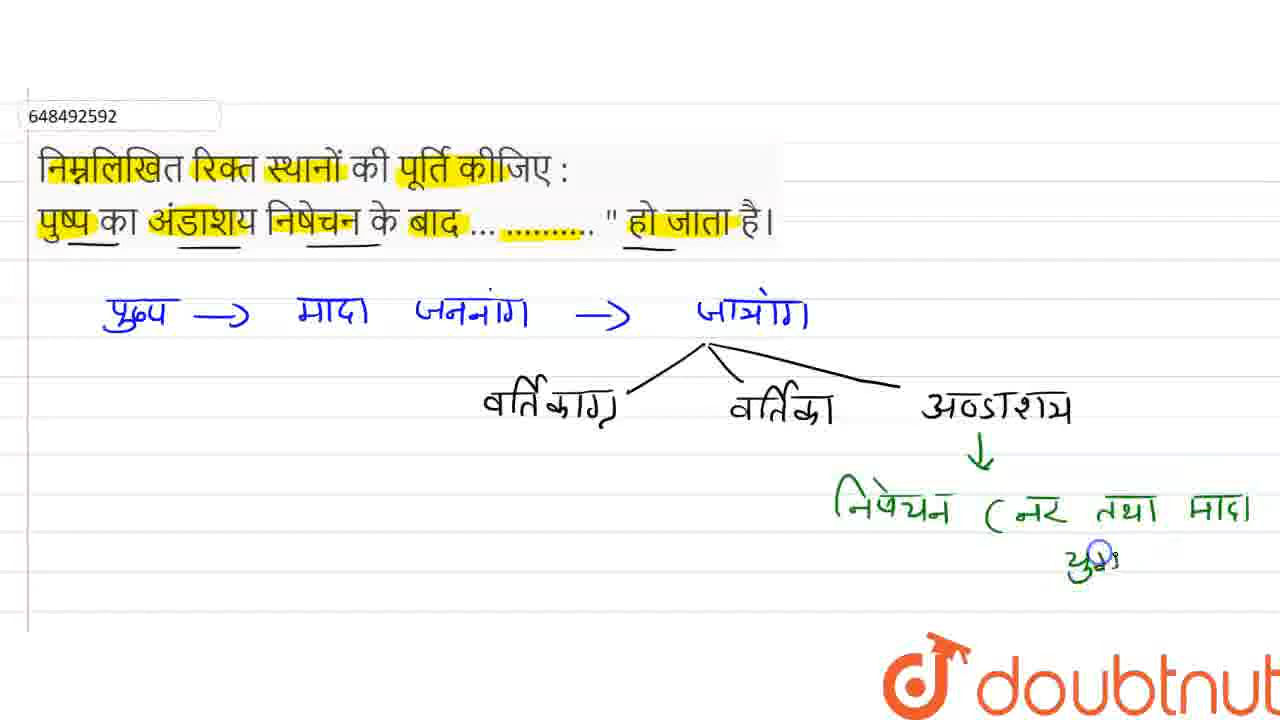 648492592
निम्नलिखित रिक्त स्थानों की पूर्ति कीजिए :
पुष्प का अंडाशय निषेचन के बाद ... .......... " हो जाता है।
पुष्प → मादा जननांग → जायांग
वर्तिकाग्र वर्तिका अण्डाशय
↓
निषेचन ( नर तथा मादा
doubtnut